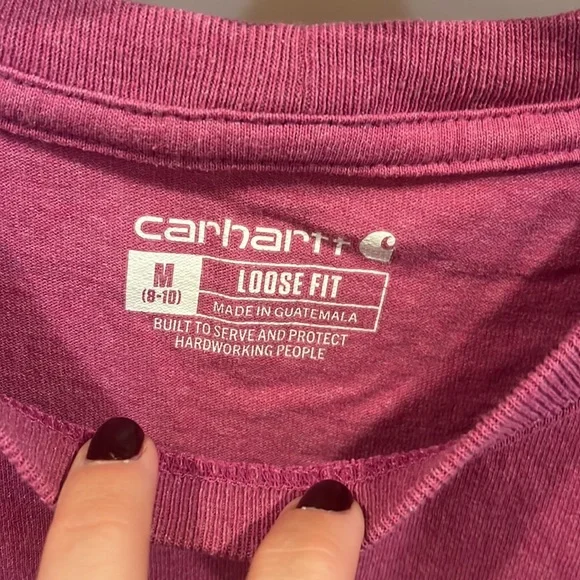 carhartt
M
(8-10)
LOOSE FIT
MADE IN GUATEMALA
BUILT TO SERVE AND PROTECT
HARDWORKING PEOPLE